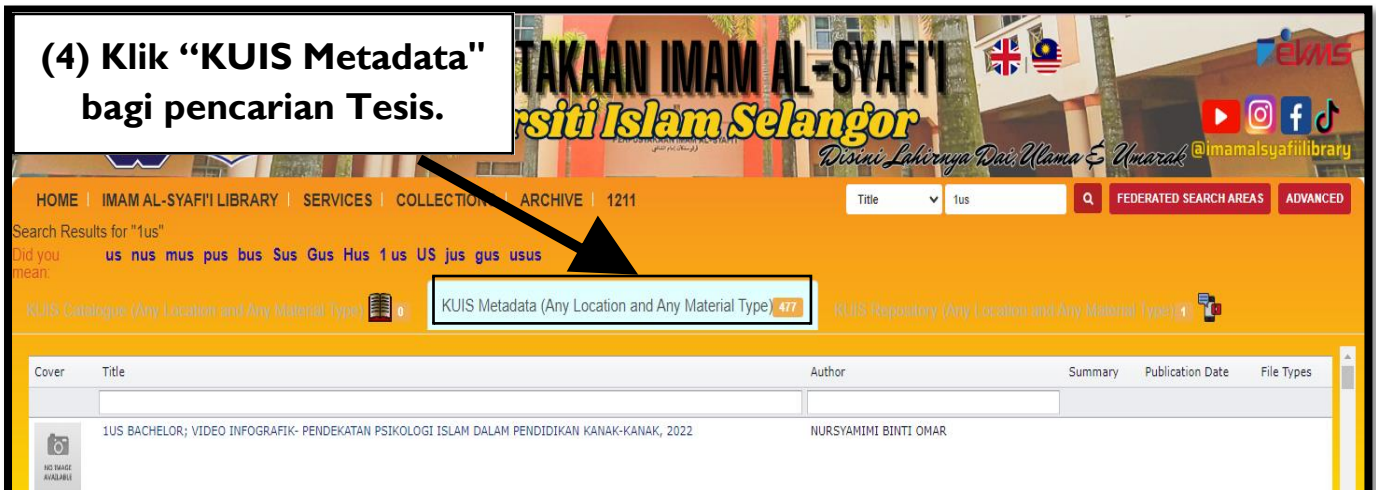 (4) Klik “KUIS Metadata"
bagi pencarian Tesis.
TAKAAN IMAM AL-SYAFI'I
rsiti Islam Selangor
Disini Lahirnya Dai, Ulama & Umarak
ekms
@imamalsyafiilibrary
HOME | IMAM AL-SYAFI'I LIBRARY | SERVICES | COLLECTIONS | ARCHIVE | 1211 Title 1us FEDERATED SEARCH AREAS ADVANCED
Search Results for "1us"
Did you mean: us nus mus pus bus Sus Gus Hus 1 us US jus gus usus
KUIS Catalogue (Any Location and Any Material Type) 0 KUIS Metadata (Any Location and Any Material Type) 477 KUIS Repository (Any Location and Any Material Type) 1
Cover Title Author Summary Publication Date File Types
1US BACHELOR; VIDEO INFOGRAFIK- PENDEKATAN PSIKOLOGI ISLAM DALAM PENDIDIKAN KANAK-KANAK, 2022 NURSYAMIMI BINTI OMAR
NO IMAGE
AVAILABLE